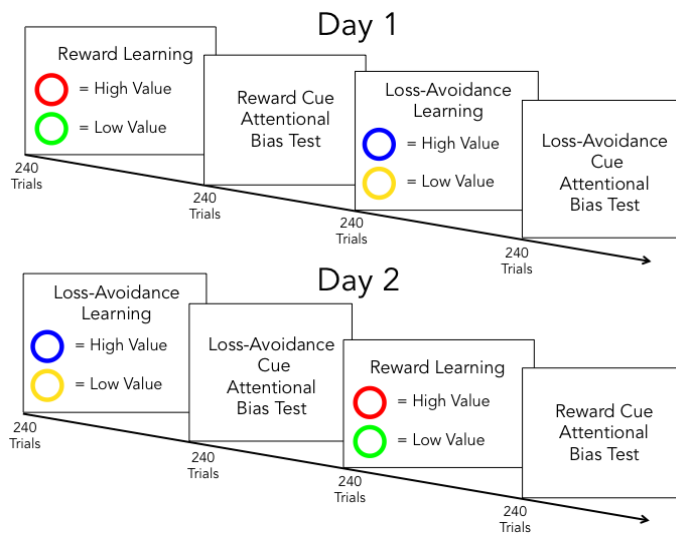 Day 1
Reward Learning
= High Value
= Low Value
240
Trials
Reward Cue
Attentional
Bias Test
240
Trials
Loss-Avoidance
Learning
= High Value
= Low Value
240
Trials
Loss-Avoidance
Cue
Attentional
Bias Test
240
Trials
Day 2
Loss-Avoidance
Learning
= High Value
= Low Value
240
Trials
Loss-Avoidance
Cue
Attentional
Bias Test
240
Trials
Reward Learning
= High Value
= Low Value
240
Trials
Reward Cue
Attentional
Bias Test
240
Trials